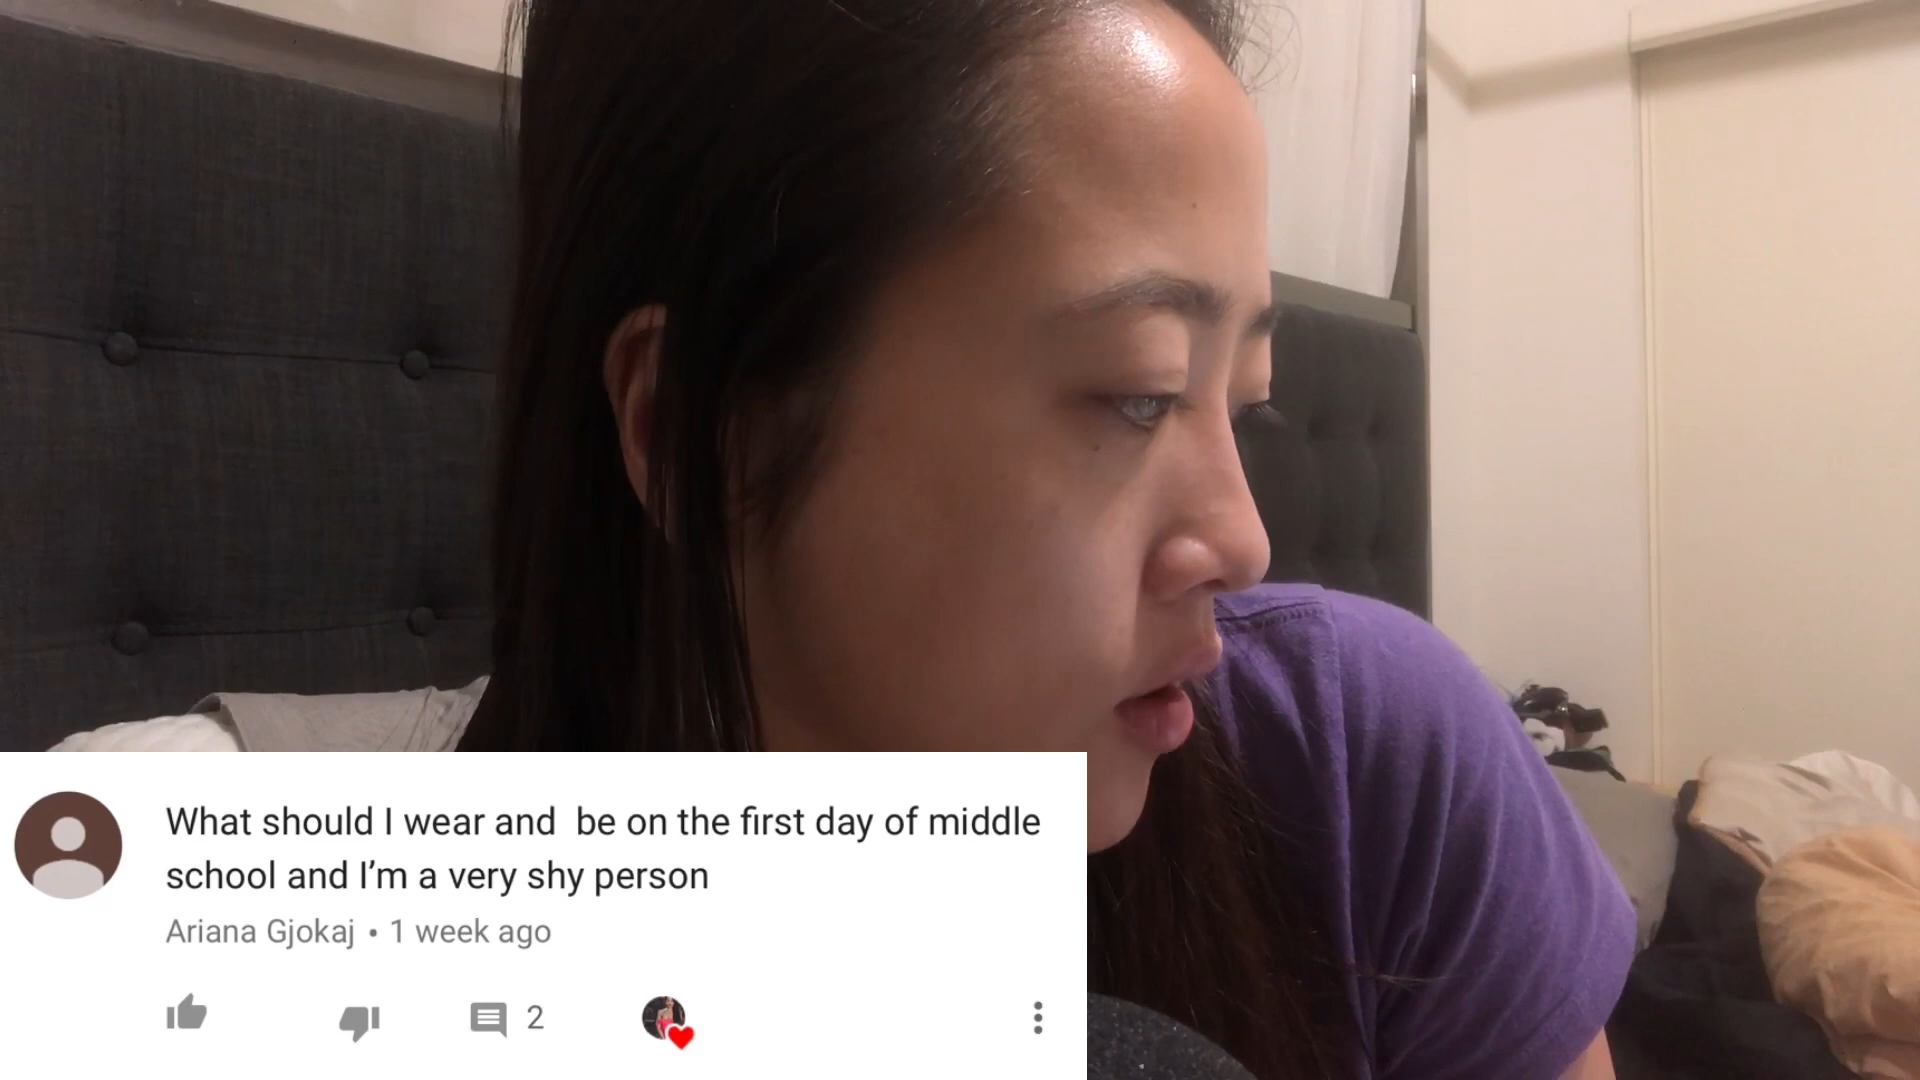 What should I wear and  be on the first day of middle
school and I’m a very shy person
Ariana Gjokaj • 1 week ago
2